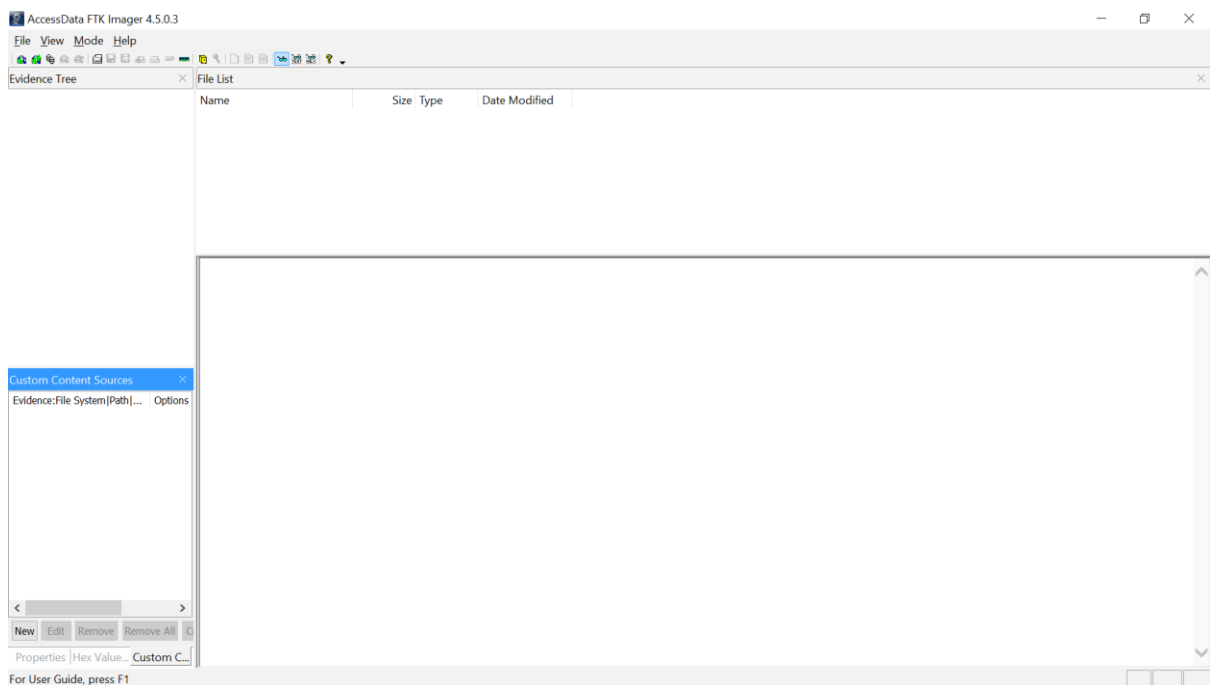 AccessData FTK Imager 4.5.0.3
File View Mode Help
Evidence Tree
File List
Name Size Type Date Modified
Custom Content Sources
Evidence:File System|Path|... Options
New Edit Remove Remove All C
Properties Hex Value... Custom C...
For User Guide, press F1